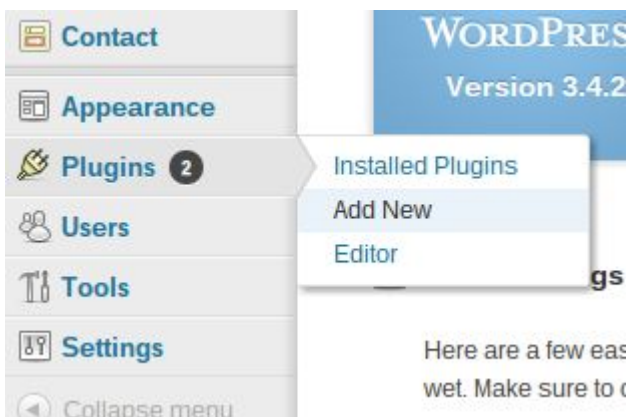 Contact
Appearance
Plugins 2
Users
Tools
Settings
Collapse menu
WORDPRES
Version 3.4.2
Installed Plugins
Add New
Editor
gs
Here are a few eas
wet. Make sure to